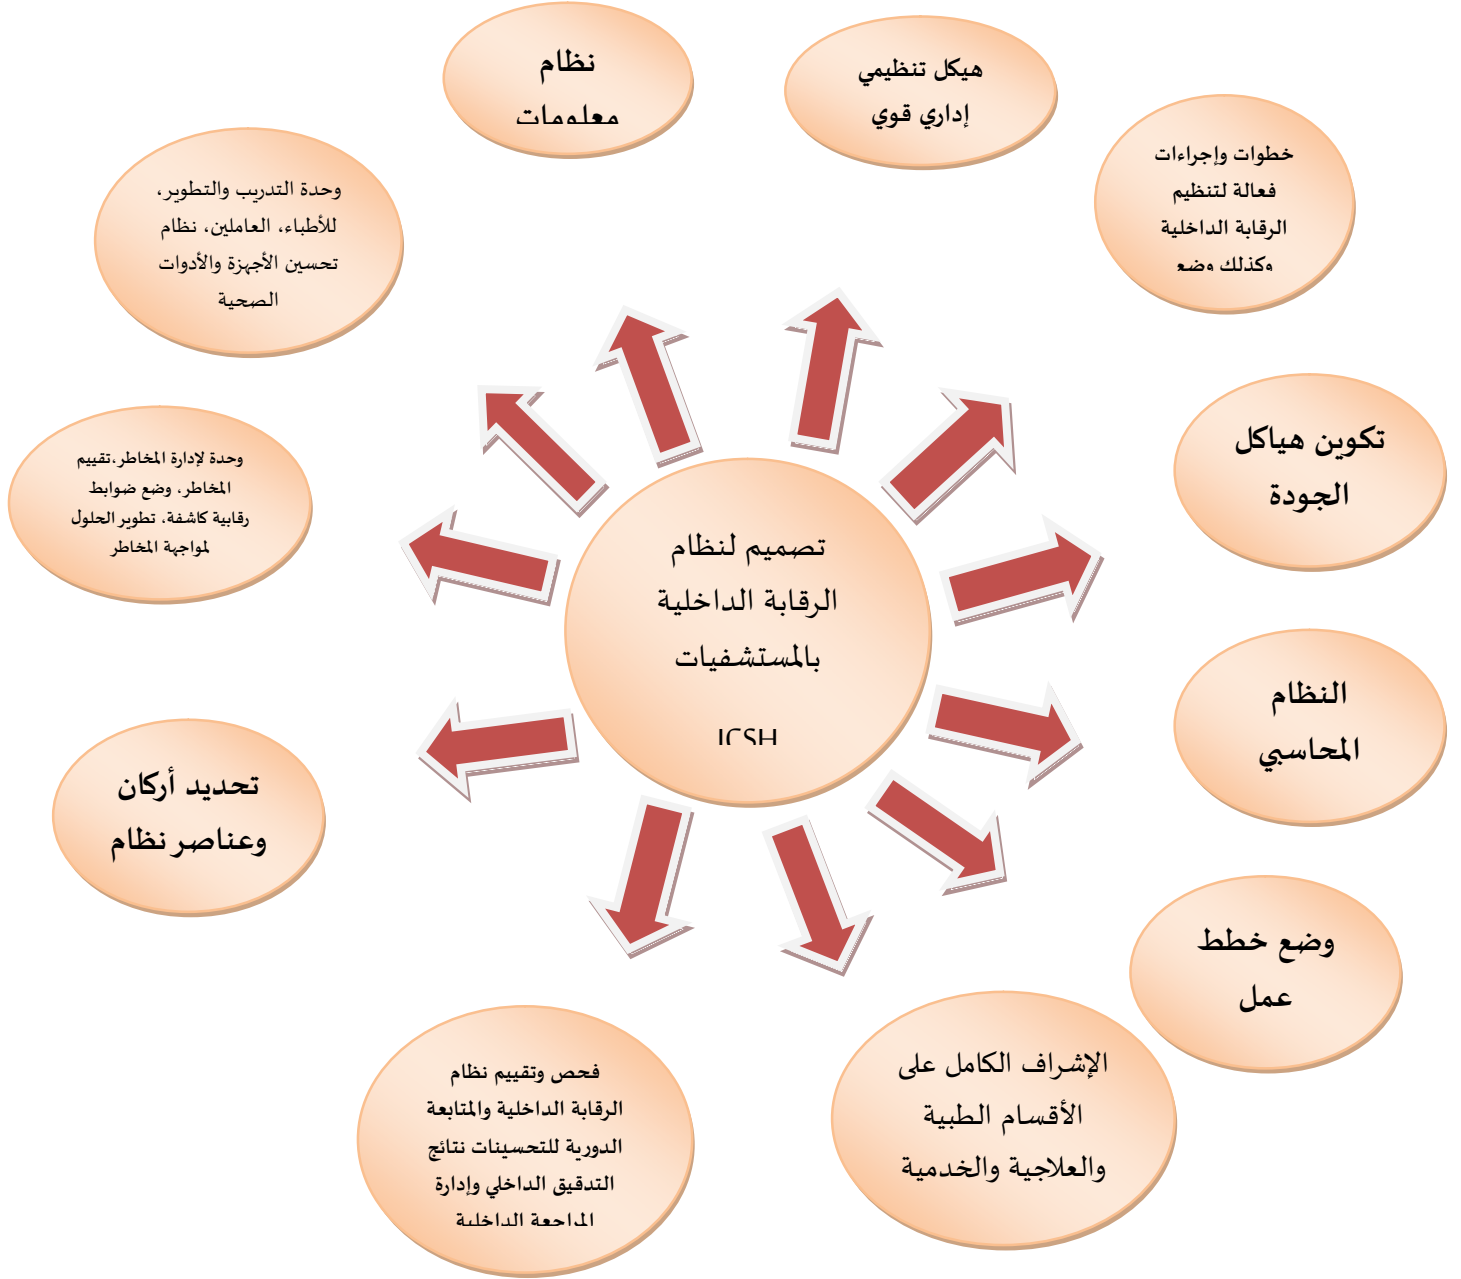 نظام
معلومات
هيكل تنظيمي
إداري قوي
خطوات وإجراءات
فعالة لتنظيم
الرقابة الداخلية
وكذلك وضع
وحدة التدريب والتطوير،
للأطباء، العاملين، نظام
تحسين الأجهزة والأدوات
الصحية
تكوين هياكل
الجودة
وحدة لإدارة المخاطر،تقييم
المخاطر، وضع ضوابط
رقابية كاشفة، تطوير الحلول
لمواجهة المخاطر
تصميم لنظام
الرقابة الداخلية
بالمستشفيات
ICSH
النظام
المحاسبي
تحديد أركان
وعناصر نظام
وضع خطط
عمل
الإشراف الكامل على
الأقسام الطبية
والعلاجية والخدمية
فحص وتقييم نظام
الرقابة الداخلية والمتابعة
الدورية للتحسينات نتائج
التدقيق الداخلي وإدارة
المراجعة الداخلية